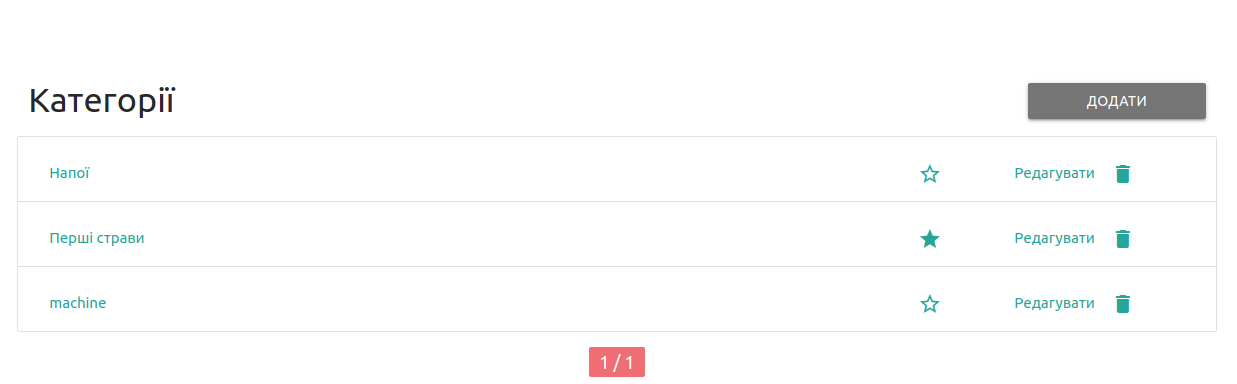 Категорії
ДОДАТИ
Напої Редагувати
Перші страви Редагувати
machine Редагувати
1 / 1